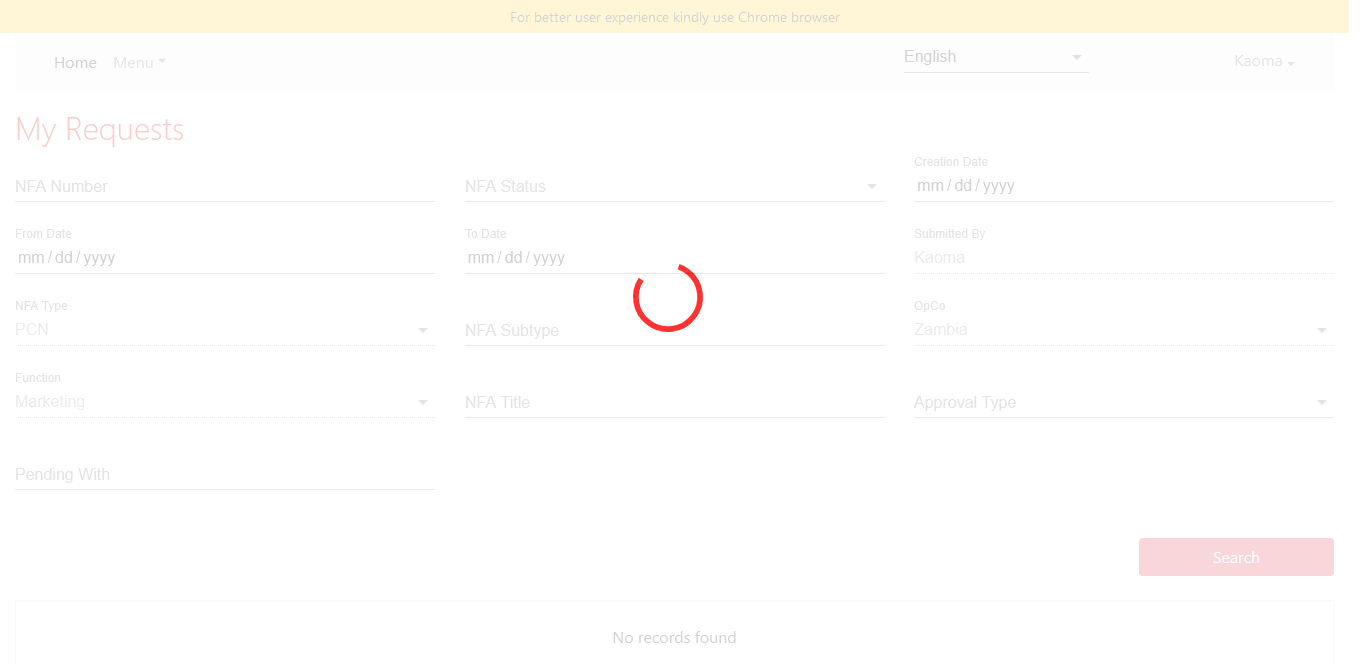 For better user experience kindly use Chrome browser
Home Menu English Kaoma
My Requests
Creation Date
NFA Number NFA Status mm/dd/yyyy
From Date To Date Submitted By
mm/dd/yyyy mm/dd/yyyy Kaoma
NFA Type OpCo
PCN NFA Subtype Zambia
Function
Marketing NFA Title Approval Type
Pending With
Search
No records found